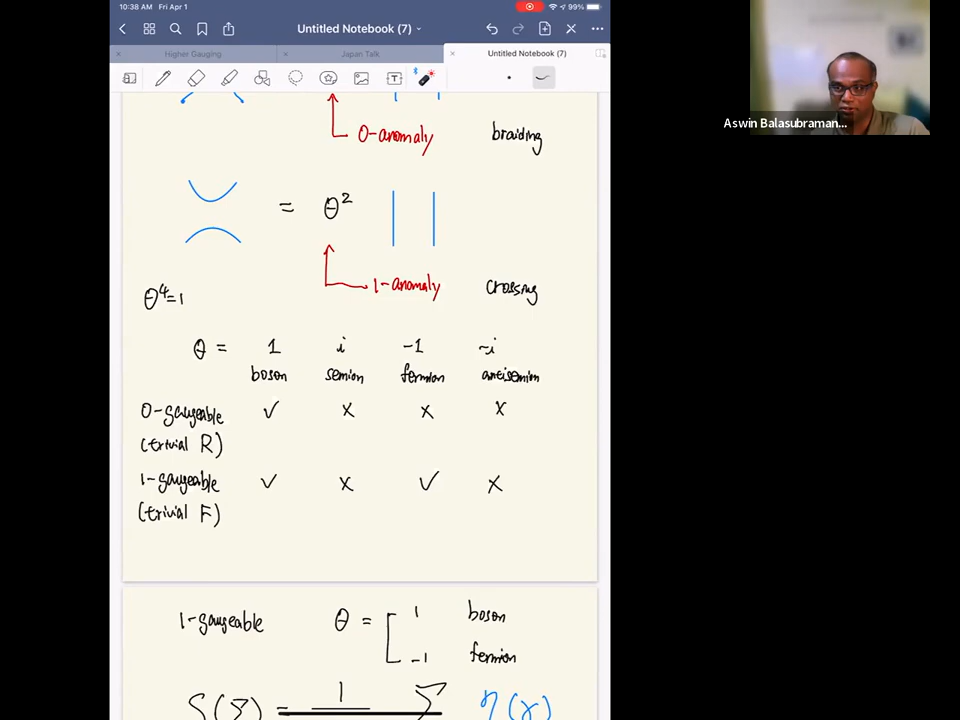 10:38 AM Fri Apr 1
99%
Untitled Notebook (7)
Higher Gauging
Japan Talk
Untitled Notebook (7)
Aswin Balasubraman...
0-anomaly braiding
= θ²
1-anomaly crossing
θ⁴=1
θ = 1 i -1 -i
boson semion fermion antisemion
0-gaugeable ✓ x x x
(trivial R)
1-gaugeable ✓ x ✓ x
(trivial F)
1-gaugeable θ = 1 boson
-1 fermion
S(Σ) = 1 Σ η(γ)